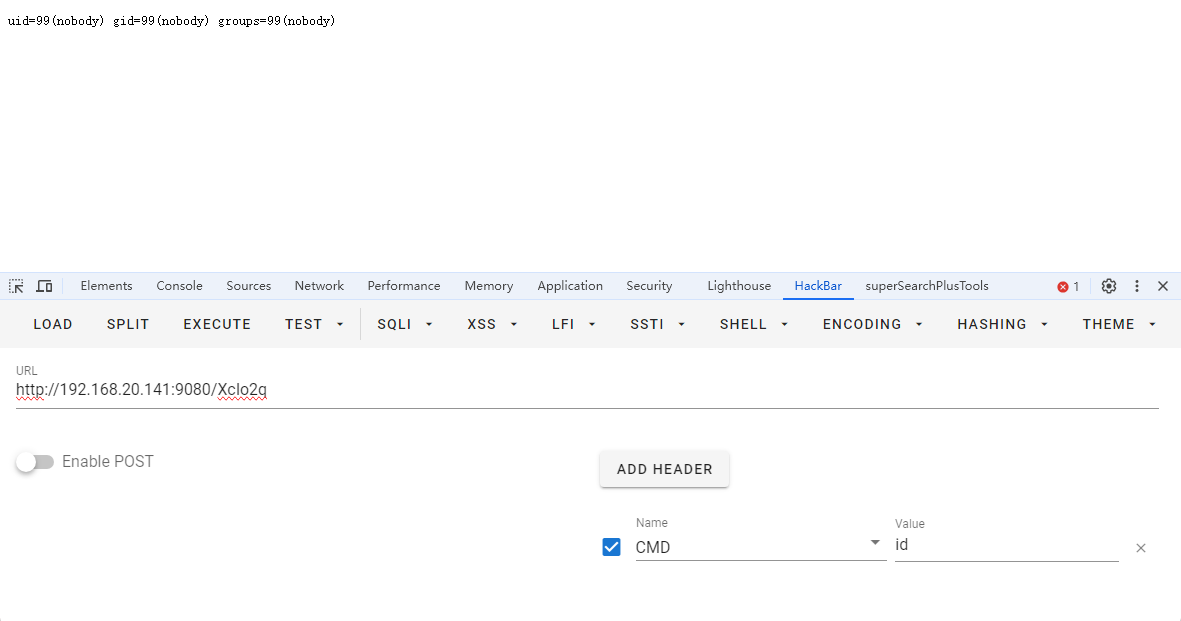 uid=99(nobody) gid=99(nobody) groups=99(nobody)
Elements Console Sources Network Performance Memory Application Security Lighthouse HackBar superSearchPlusTools 1
LOAD SPLIT EXECUTE TEST SQLI XSS LFI SSTI SHELL ENCODING HASHING THEME
URL
http://192.168.20.141:9080/XcIo2q
Enable POST
ADD HEADER
Name Value
CMD id